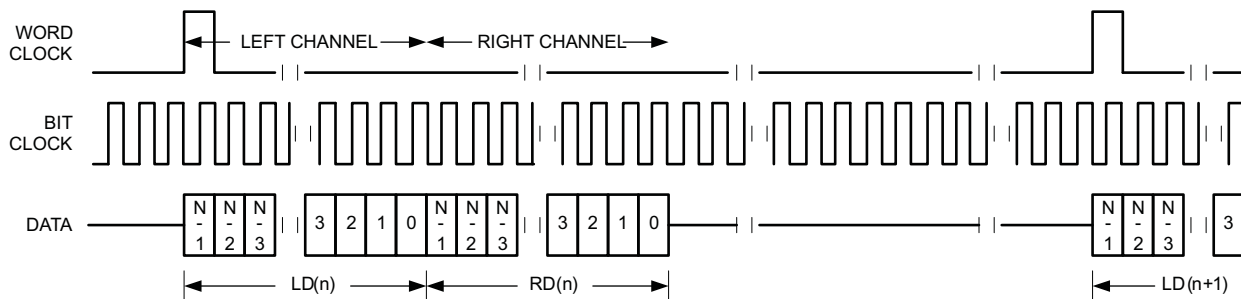 WORD
CLOCK
LEFT CHANNEL
RIGHT CHANNEL
BIT
CLOCK
DATA
N-1 N-2 N-3 3 2 1 0 N-1 N-2 N-3 3 2 1 0 N-1 N-2 N-3 3
LD(n) RD(n) LD(n+1)